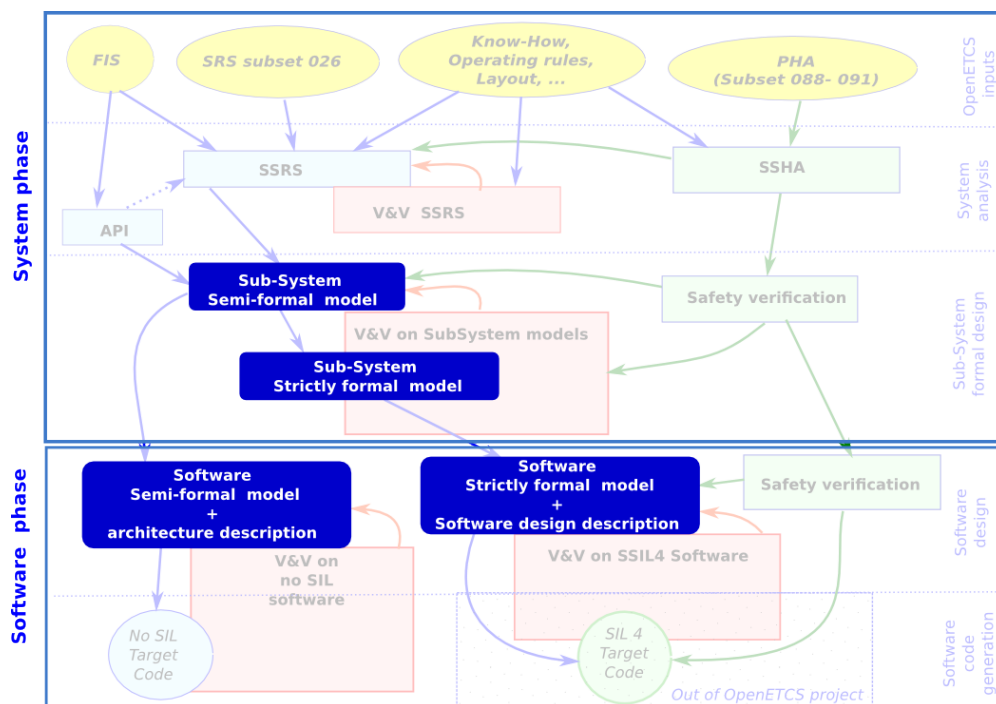 FIS
SRS subset 026
Know-How,
Operating rules,
Layout, ...
PHA
(Subset 088- 091)
OpenETCS
inputs
System phase
SSRS
SSHA
V&V  SSRS
API
System
analysis
Sub-System
Semi-formal  model
Safety verification
V&V on SubSystem models
Sub-System
Strictly formal  model
Sub-System
formal design
Software  phase
Software
Semi-formal  model
+
architecture description
Software
Strictly formal  model
+
Software design description
Safety verification
Software
design
V&V on
no SIL
software
V&V on SSIL4 Software
No SIL
Target
Code
SIL 4
Target
Code
Out of OpenETCS project
Software
code
generation